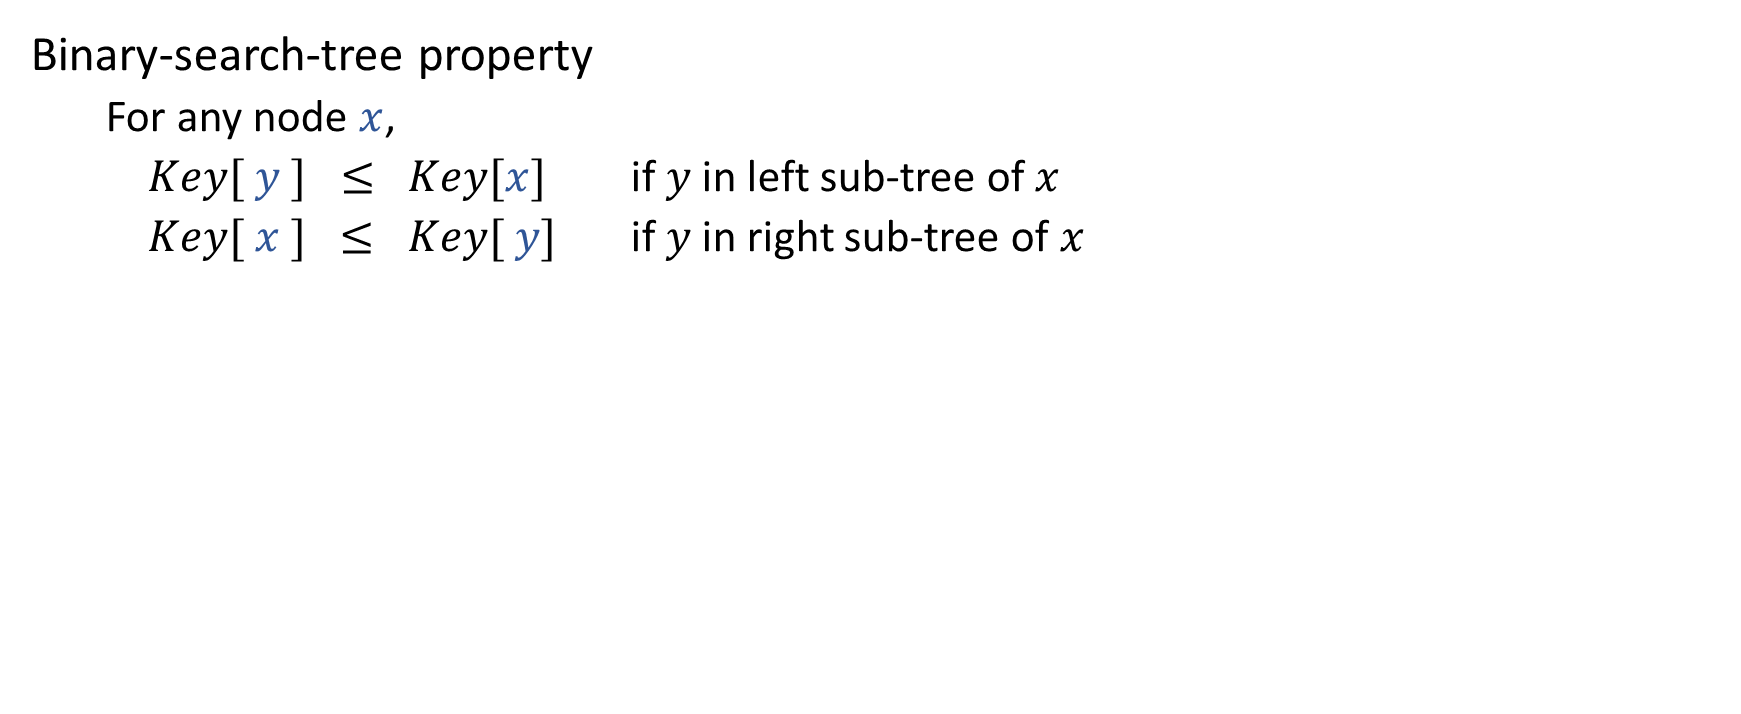 Binary-search-tree property
For any node x,
Key[ y ] ≤ Key[x] if y in left sub-tree of x
Key[ x ] ≤ Key[ y] if y in right sub-tree of x